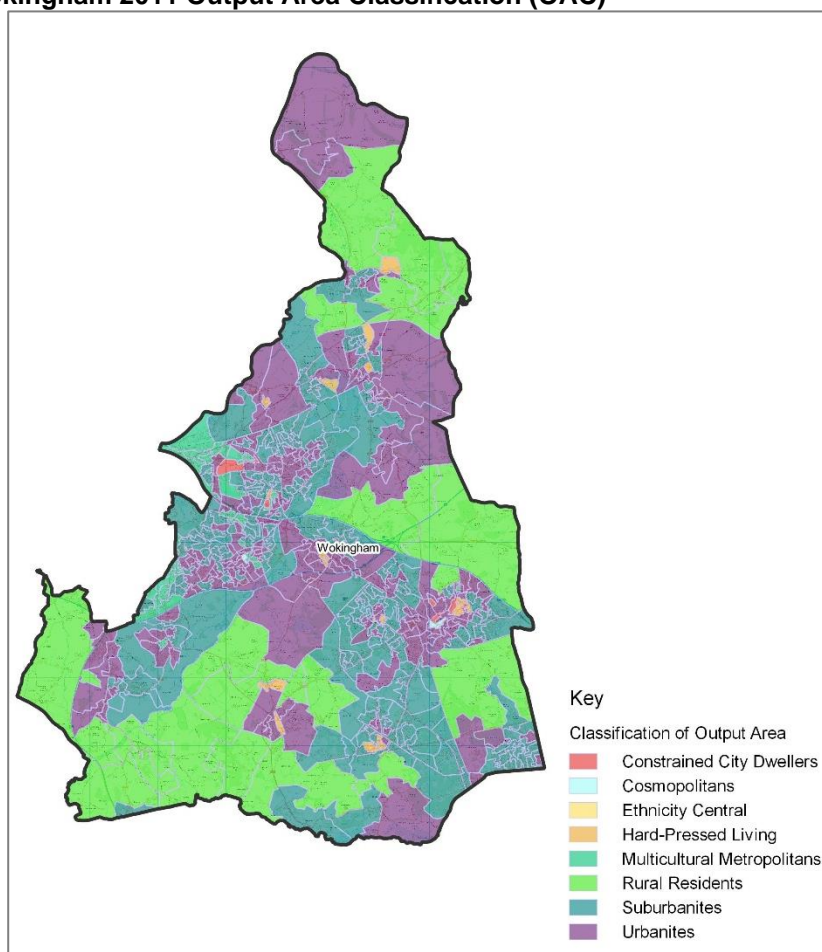 kingham 2011 Output Area Classification (OAC)
Wokingham
Key
Classification of Output Area
Constrained City Dwellers
Cosmopolitans
Ethnicity Central
Hard-Pressed Living
Multicultural Metropolitans
Rural Residents
Suburbanites
Urbanites